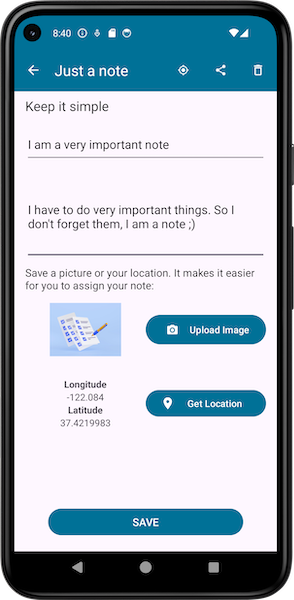 8:40
Just a note
Keep it simple
I am a very important note
I have to do very important things. So I
don't forget them, I am a note ;)
Save a picture or your location. It makes it easier
for you to assign your note:
Upload Image
Longitude
-122.084
Latitude
37.4219983
Get Location
SAVE